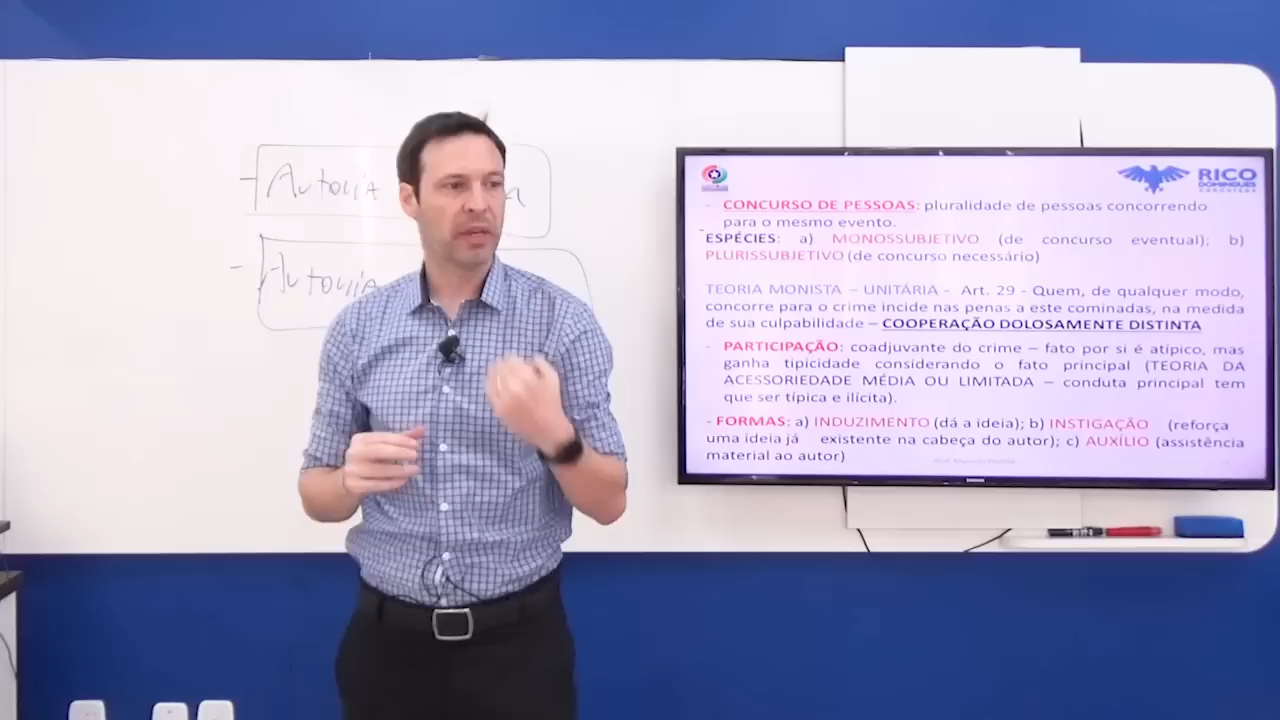 Autoria
Autoria
RICO
DOMINGUES
CONCURSOS
- CONCURSO DE PESSOAS: pluralidade de pessoas concorrendo
para o mesmo evento.
ESPÉCIES: a) MONOSSUBJETIVO (de concurso eventual); b)
PLURISSUBJETIVO (de concurso necessário)
TEORIA MONISTA – UNITÁRIA - Art. 29 - Quem, de qualquer modo,
concorre para o crime incide nas penas a este cominadas, na medida
de sua culpabilidade – COOPERAÇÃO DOLOSAMENTE DISTINTA
- PARTICIPAÇÃO: coadjuvante do crime – fato por si é atípico, mas
ganha tipicidade considerando o fato principal (TEORIA DA
ACESSORIEDADE MÉDIA OU LIMITADA – conduta principal tem
que ser típica e ilícita).
- FORMAS: a) INDUZIMENTO (dá a ideia); b) INSTIGAÇÃO (reforça
uma ideia já existente na cabeça do autor); c) AUXÍLIO (assistência
material ao autor)